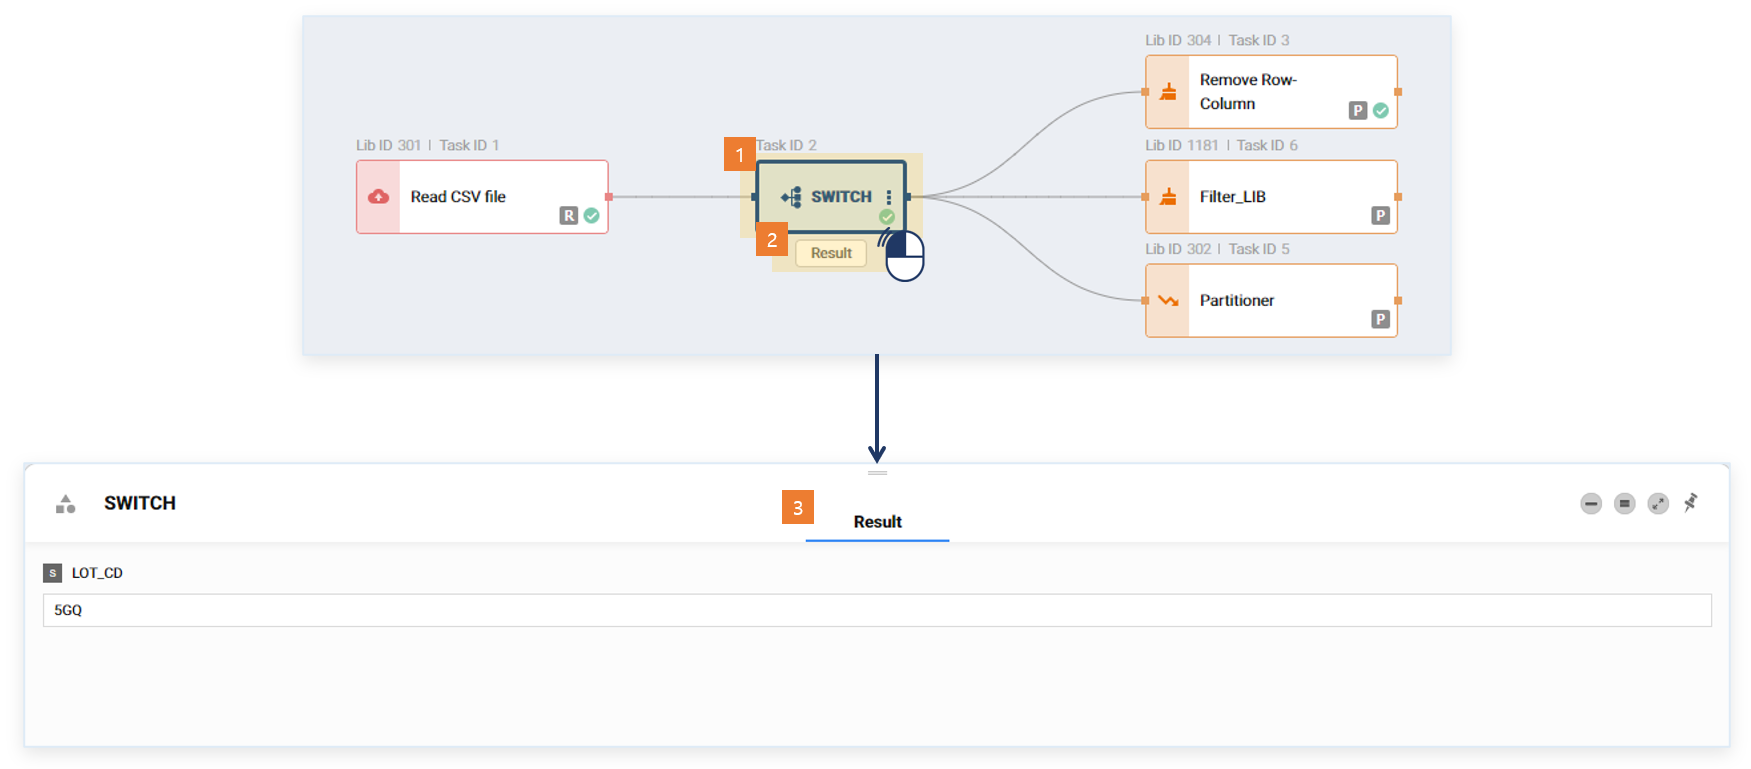 Lib ID 304 | Task ID 3
Remove Row-
Column
P
Lib ID 301 | Task ID 1
Read CSV file
R
1
Task ID 2
SWITCH
2
Result
Lib ID 1181 | Task ID 6
Filter_LIB
P
Lib ID 302 | Task ID 5
Partitioner
P
SWITCH
3
Result
S LOT_CD
5GQ